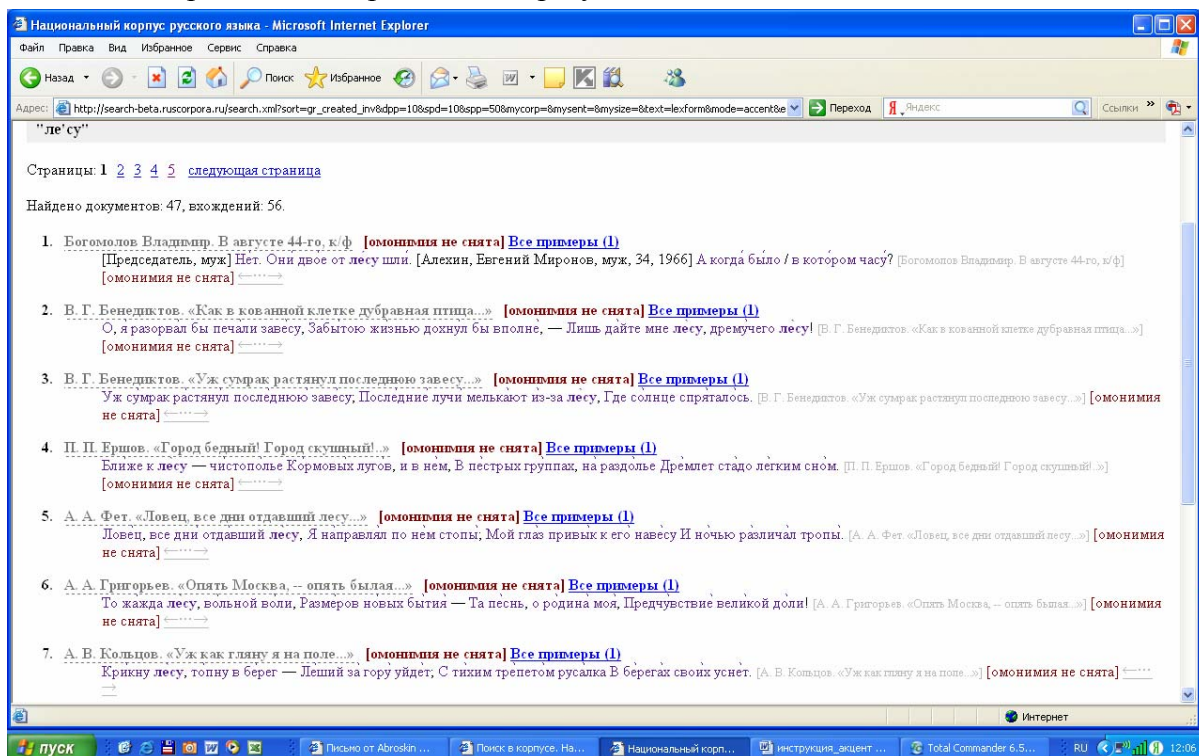 Национальный корпус русского языка - Microsoft Internet Explorer
Файл Правка Вид Избранное Сервис Справка
Назад Поиск Избранное
Адрес: http://search-beta.ruscorpora.ru/search.xml?sort=gr_created_inv&dpp=10&spd=10&spp=50&mycorp=&mysent=&mysize=&text=lexform&mode=accent&e Переход Яндекс Ссылки »
"ле'су"
Страницы: 1 2 3 4 5 следующая страница
Найдено документов: 47, вхождений: 56.
1. Богомолов Владимир. В августе 44-го, к/ф [омонимия не снята] Все примеры (1)
[Председатель, муж] Нет. Они двое от лесу шли. [Алехин, Евгений Миронов, муж, 34, 1966] А когда́ бы́ло / в кото́ром часу́? [Богомолов Владимир. В августе 44-го, к/ф]
[омонимия не снята] ←···→
2. В. Г. Бенедиктов. «Как в кованной клетке дубравная птица...» [омонимия не снята] Все примеры (1)
О, я разорвал бы печали завесу, Забытою жизнью дохнул бы вполне, — Лишь дайте мне лесу, дремучего лесу! [В. Г. Бенедиктов. «Как в кованной клетке дубравная птица...»]
[омонимия не снята] ←···→
3. В. Г. Бенедиктов. «Уж сумрак растянул последнюю завесу...» [омонимия не снята] Все примеры (1)
Уж сумрак растянул последнюю завесу; Последние лучи мелькают из-за лесу, Где солнце спряталось. [В. Г. Бенедиктов. «Уж сумрак растянул последнюю завесу...»] [омонимия
не снята] ←···→
4. П. П. Ершов. «Город бедный! Город скушный!..» [омонимия не снята] Все примеры (1)
Ближе к лесу — чистополье Кормовых лугов, и в нем, В пестрых группах, на раздолье Дремлет стадо легким сном. [П. П. Ершов. «Город бедный! Город скушный!..»]
[омонимия не снята] ←···→
5. А. А. Фет. «Ловец, все дни отдавший лесу...» [омонимия не снята] Все примеры (1)
Ловец, все дни отдавший лесу, Я направлял по нем стопы; Мой глаз привык к его навесу И ночью различал тропы. [А. А. Фет. «Ловец, все дни отдавший лесу...»] [омонимия
не снята] ←···→
6. А. А. Григорьев. «Опять Москва, -- опять былая...» [омонимия не снята] Все примеры (1)
То жажда лесу, вольной воли, Размеров новых бытия — Та песнь, о родина моя, Предчувствие великой доли! [А. А. Григорьев. «Опять Москва, -- опять былая...»] [омонимия
не снята] ←···→
7. А. В. Кольцов. «Уж как гляну я на поле...» [омонимия не снята] Все примеры (1)
Крикну лесу, топну в берег — Леший за гору уйдет; С тихим трепетом русалка В берегах своих уснет. [А. В. Кольцов. «Уж как гляну я на поле...»] [омонимия не снята] ←···
→
Интернет
пуск Письмо от Abroskin ... Поиск в корпусе. На... Национальный корп... инструкция_акцент ... Total Commander 6.5... RU 12:06